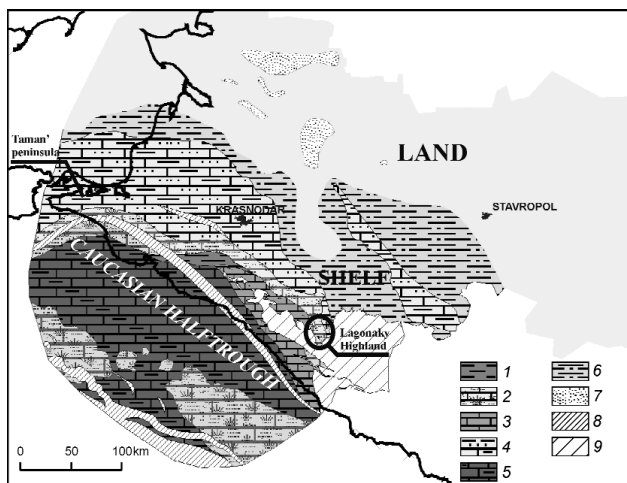 Taman'
peninsula
LAND
KRASNODAR
STAVROPOL
SHELF
CAUCASIAN HALFTROUGH
Lagonaky
Highland
1
2
3
4
5
6
7
8
9
0 50 100km